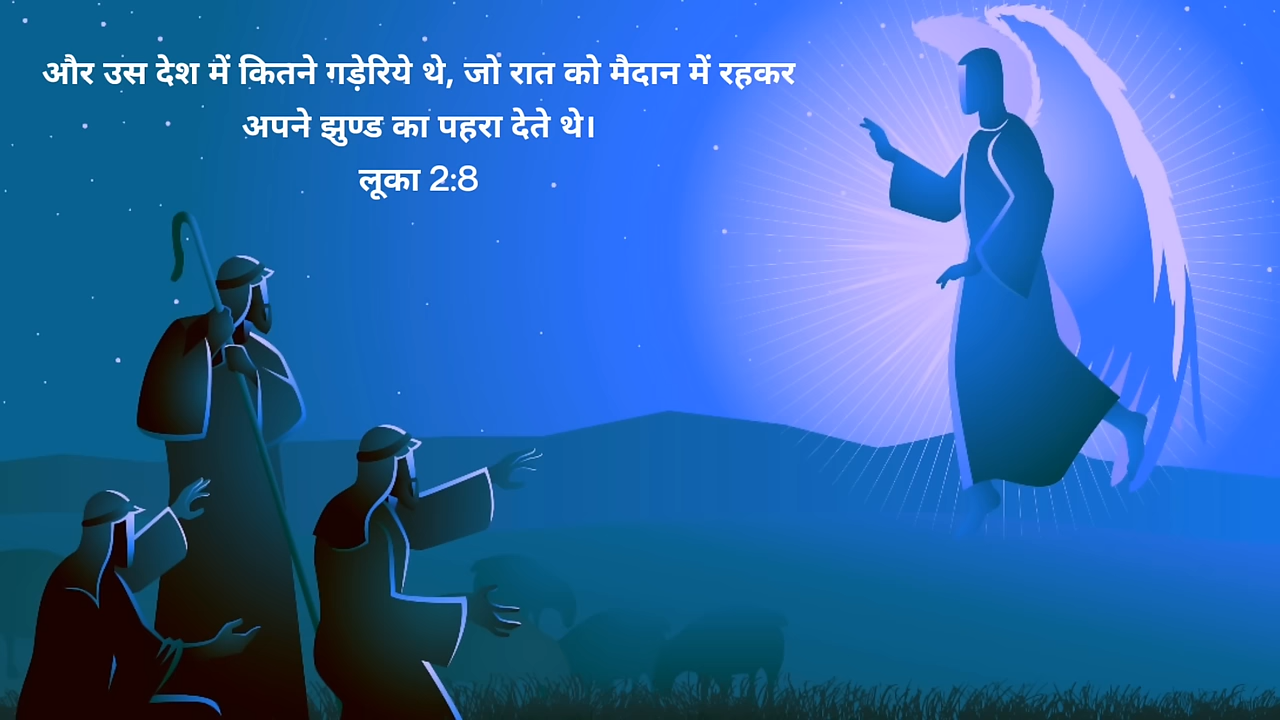 और उस देश में कितने गड़ेरिये थे, जो रात को मैदान में रहकर
अपने झुण्ड का पहरा देते थे।
लूका 2:8